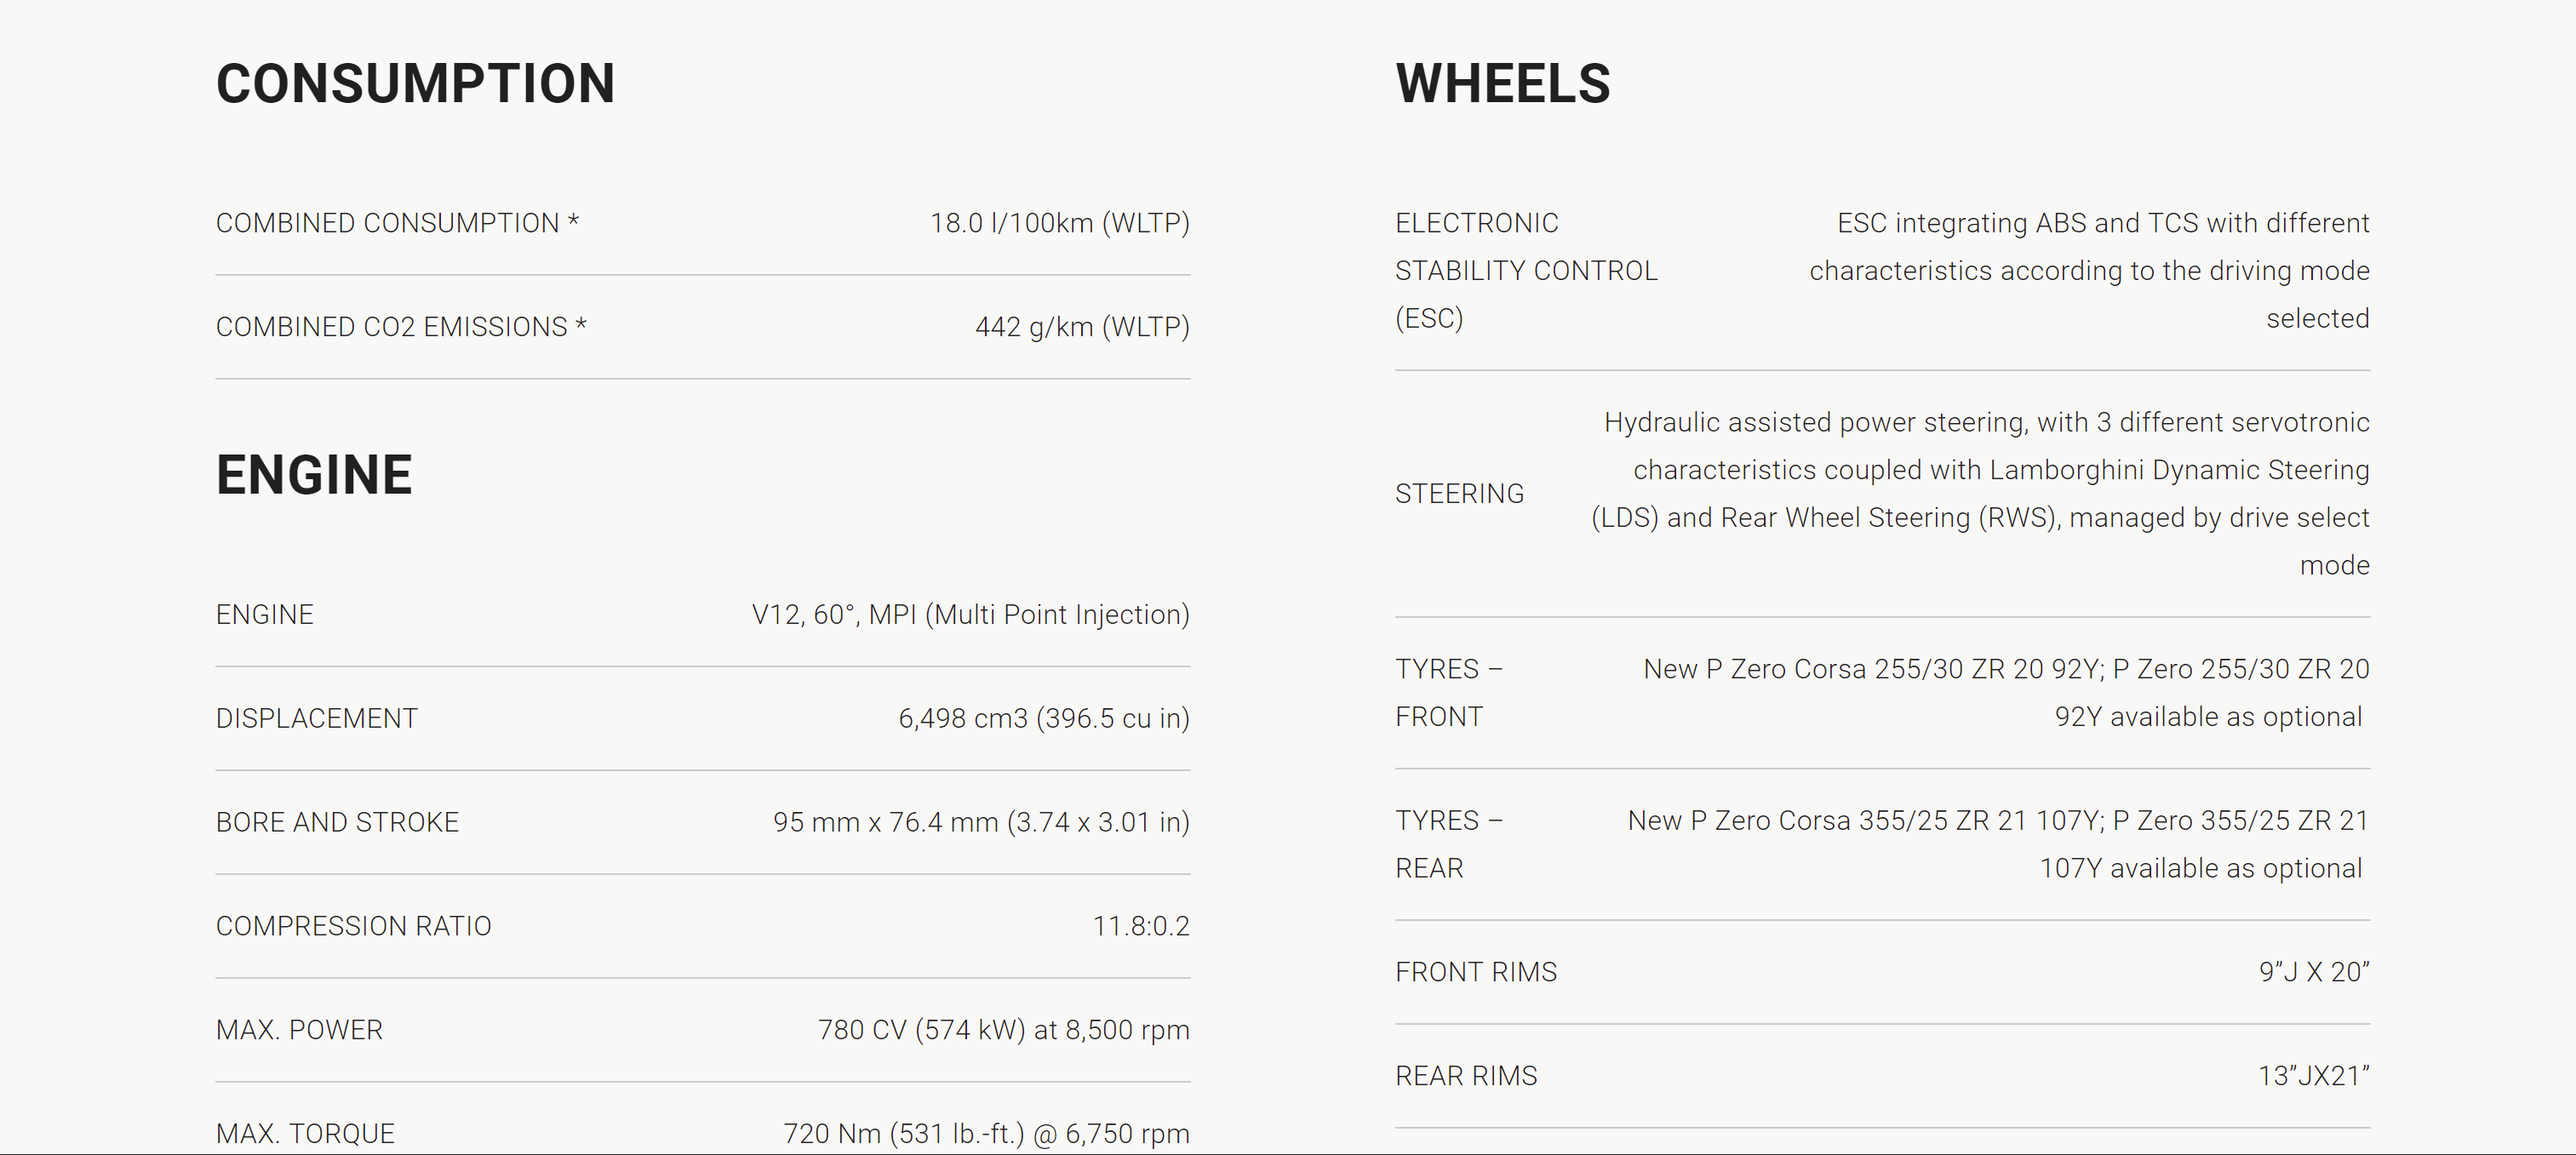 CONSUMPTION
COMBINED CONSUMPTION *
18.0 l/100km (WLTP)
COMBINED CO2 EMISSIONS *
442 g/km (WLTP)
ENGINE
ENGINE
V12, 60°, MPI (Multi Point Injection)
DISPLACEMENT
6,498 cm3 (396.5 cu in)
BORE AND STROKE
95 mm x 76.4 mm (3.74 x 3.01 in)
COMPRESSION RATIO
11.8:0.2
MAX. POWER
780 CV (574 kW) at 8,500 rpm
MAX. TORQUE
720 Nm (531 lb.-ft.) @ 6,750 rpm
WHEELS
ELECTRONIC
STABILITY CONTROL
(ESC)
ESC integrating ABS and TCS with different
characteristics according to the driving mode
selected
STEERING
Hydraulic assisted power steering, with 3 different servotronic
characteristics coupled with Lamborghini Dynamic Steering
(LDS) and Rear Wheel Steering (RWS), managed by drive select
mode
TYRES –
FRONT
New P Zero Corsa 255/30 ZR 20 92Y; P Zero 255/30 ZR 20
92Y available as optional
TYRES –
REAR
New P Zero Corsa 355/25 ZR 21 107Y; P Zero 355/25 ZR 21
107Y available as optional
FRONT RIMS
9”J X 20”
REAR RIMS
13”JX21”